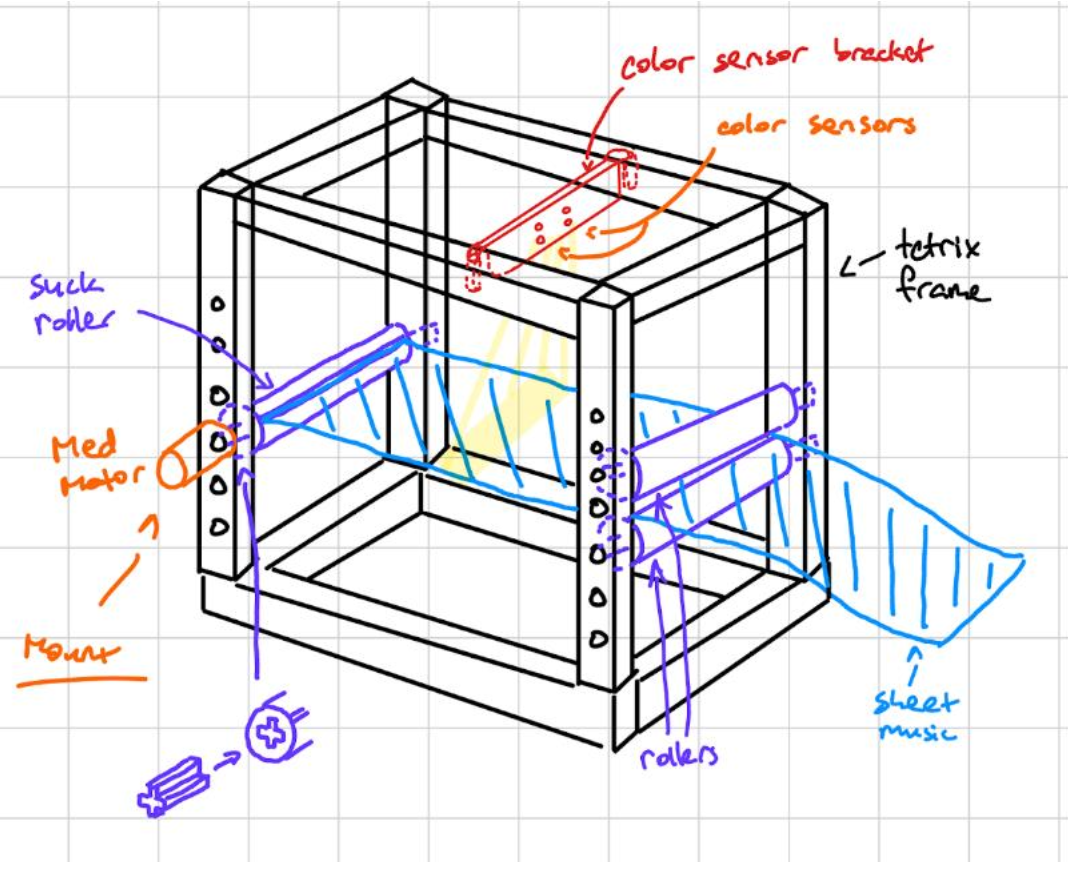 color sensor bracket
color sensors
tetrix
frame
suck
roller
Med
Motor
Mount
sheet
music
rollers